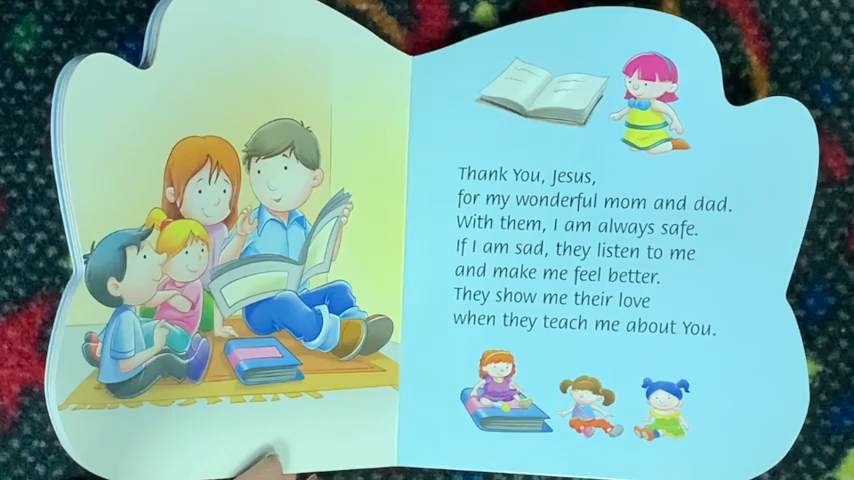 Thank You, Jesus,
for my wonderful mom and dad.
With them, I am always safe.
If I am sad, they listen to me
and make me feel better.
They show me their love
when they teach me about You.